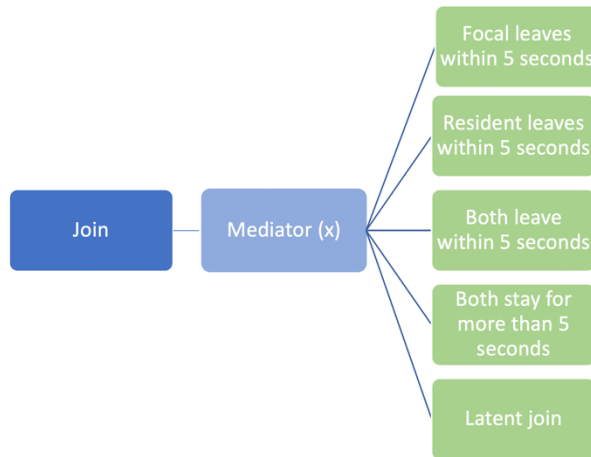 Join
Mediator (x)
Focal leaves
within 5 seconds
Resident leaves
within 5 seconds
Both leave
within 5 seconds
Both stay for
more than 5
seconds
Latent join